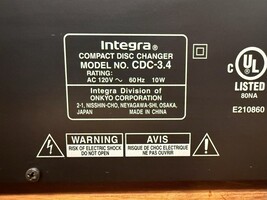 Integra®
COMPACT DISC CHANGER
MODEL NO. CDC-3.4
RATING:
AC 120V ~ 60Hz 10W
Integra Division of
ONKYO CORPORATION
2-1, NISSHIN-CHO, NEYAGAWA-SHI, OSAKA,
JAPAN MADE IN CHINA
C UL US ®
LISTED
80NA
E210860
WARNING
RISK OF ELECTRIC SHOCK
DO NOT OPEN
AVIS
RISQUE DE CHOC ELECTRIQUE
NE PAS OUVRIR